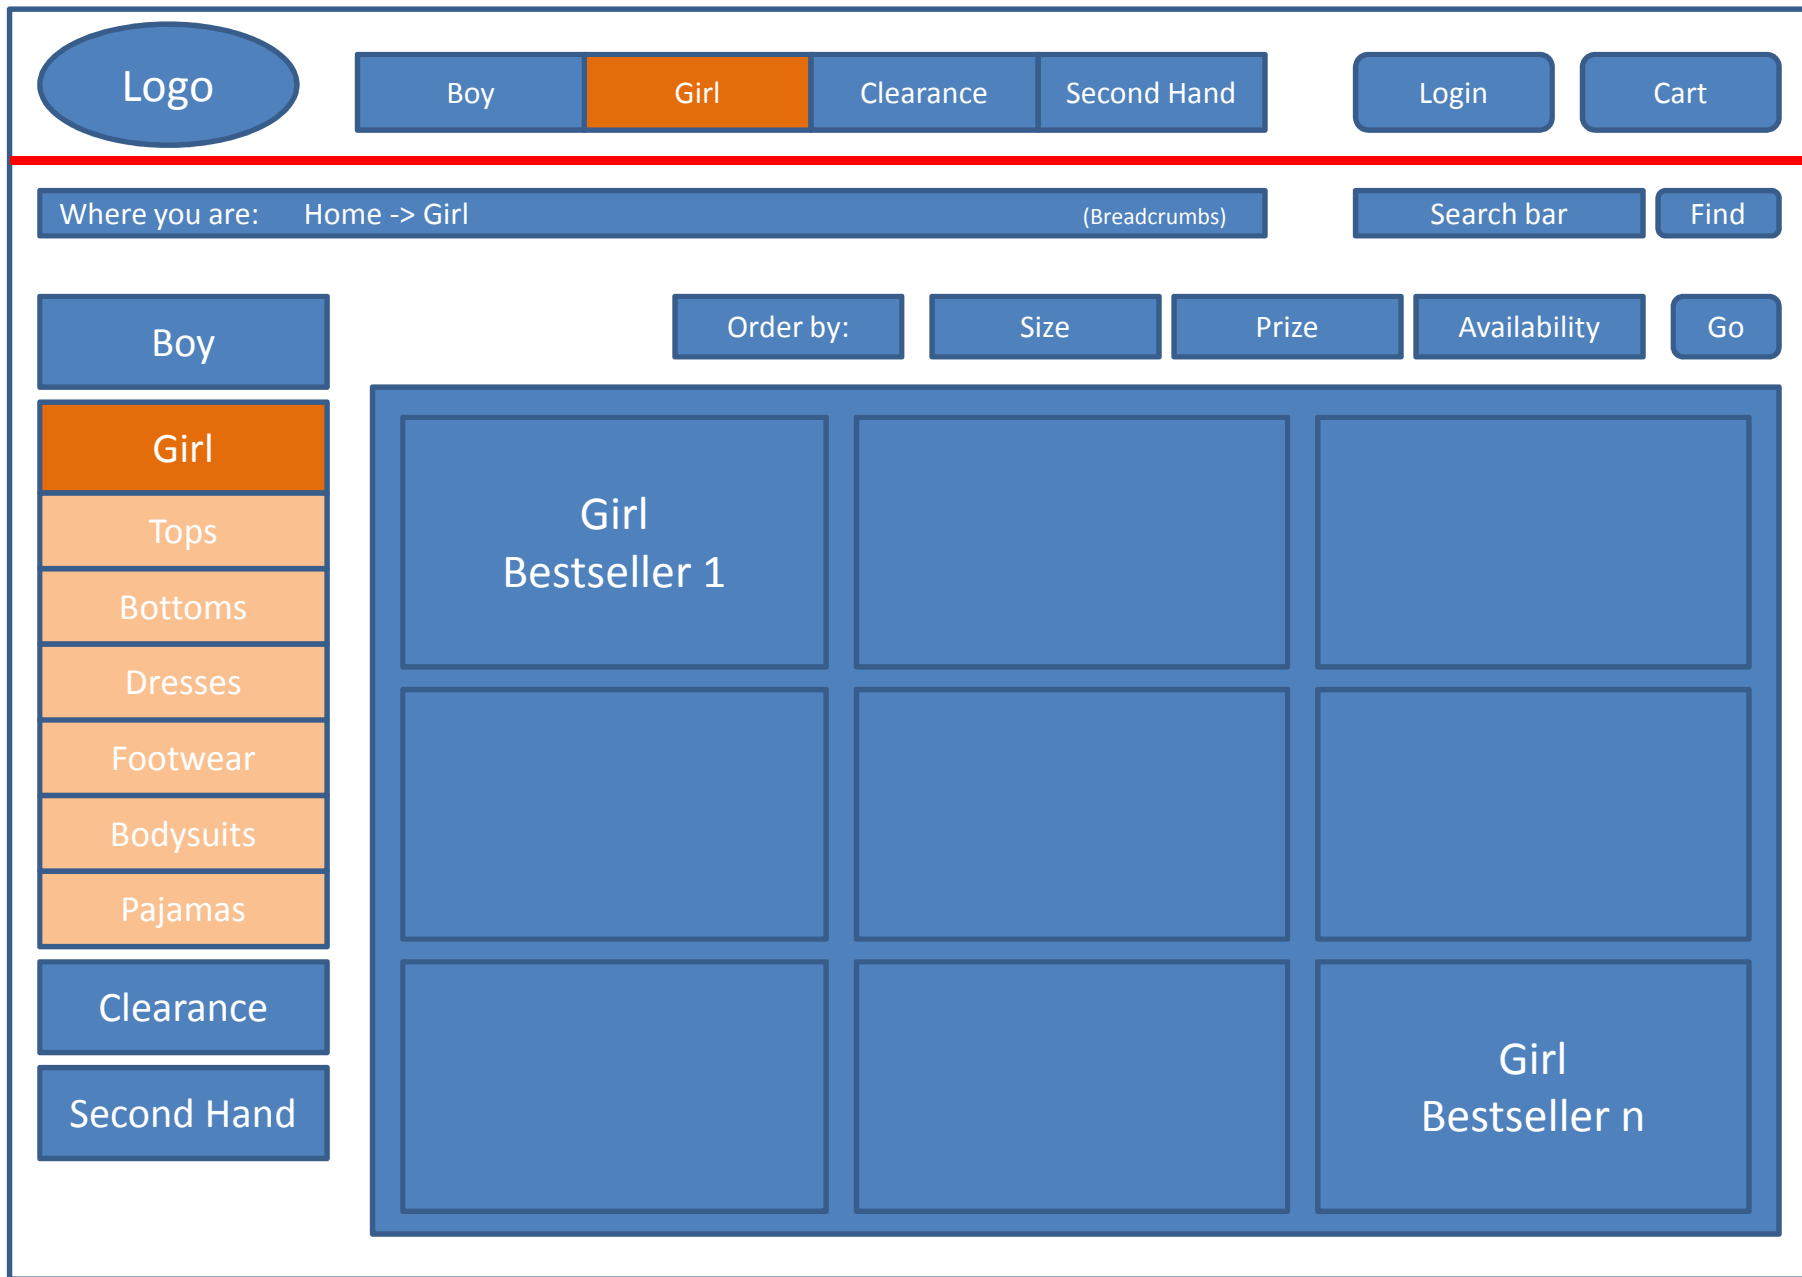 Logo
Boy Girl Clearance Second Hand
Login Cart
Where you are: Home -> Girl (Breadcrumbs)
Search bar Find
Order by: Size Prize Availability Go
Boy
Girl
Tops
Bottoms
Dresses
Footwear
Bodysuits
Pajamas
Clearance
Second Hand
Girl
Bestseller 1
Girl
Bestseller n